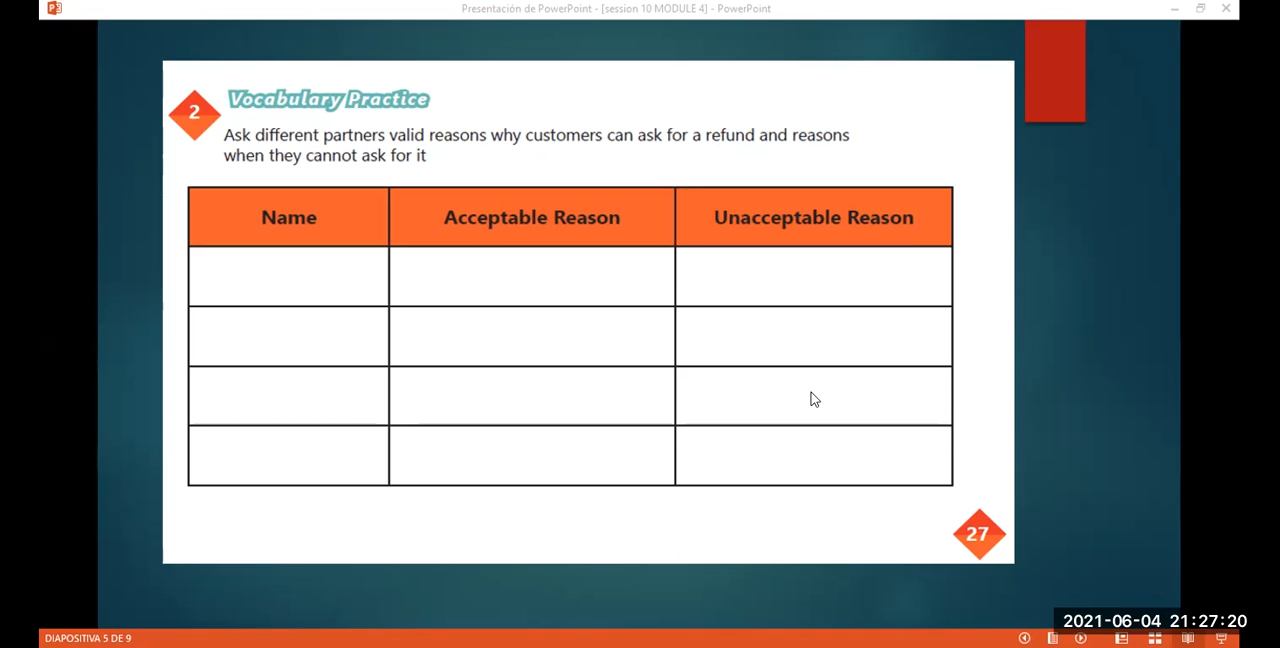 Presentación de PowerPoint - [session 10 MODULE 4] - PowerPoint
2
Vocabulary Practice
Ask different partners valid reasons why customers can ask for a refund and reasons
when they cannot ask for it
Name
Acceptable Reason
Unacceptable Reason
27
2021-06-04 21:27:20
DIAPOSITIVA 5 DE 9